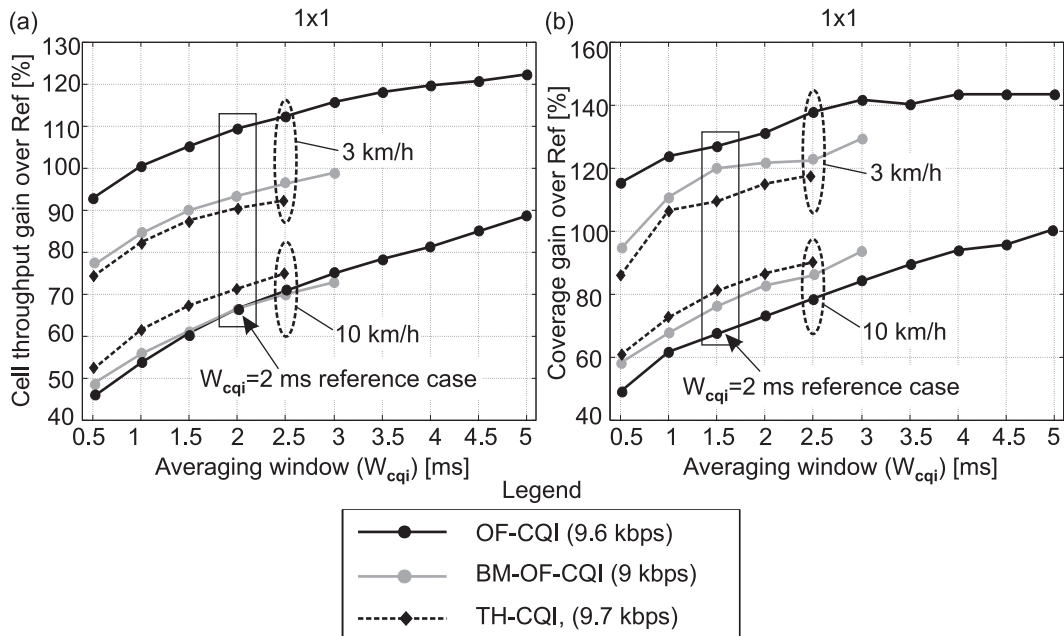 (a)
1x1
Cell throughput gain over Ref [%]
130
120
110
100
90
80
70
60
50
40
3 km/h
10 km/h
Wcqi=2 ms reference case
0.5 1 1.5 2 2.5 3 3.5 4 4.5 5
Averaging window (Wcqi) [ms]
(b)
1x1
Coverage gain over Ref [%]
160
140
120
100
80
60
40
3 km/h
10 km/h
Wcqi=2 ms reference case
0.5 1 1.5 2 2.5 3 3.5 4 4.5 5
Averaging window (Wcqi) [ms]
Legend
OF-CQI (9.6 kbps)
BM-OF-CQI (9 kbps)
TH-CQI, (9.7 kbps)